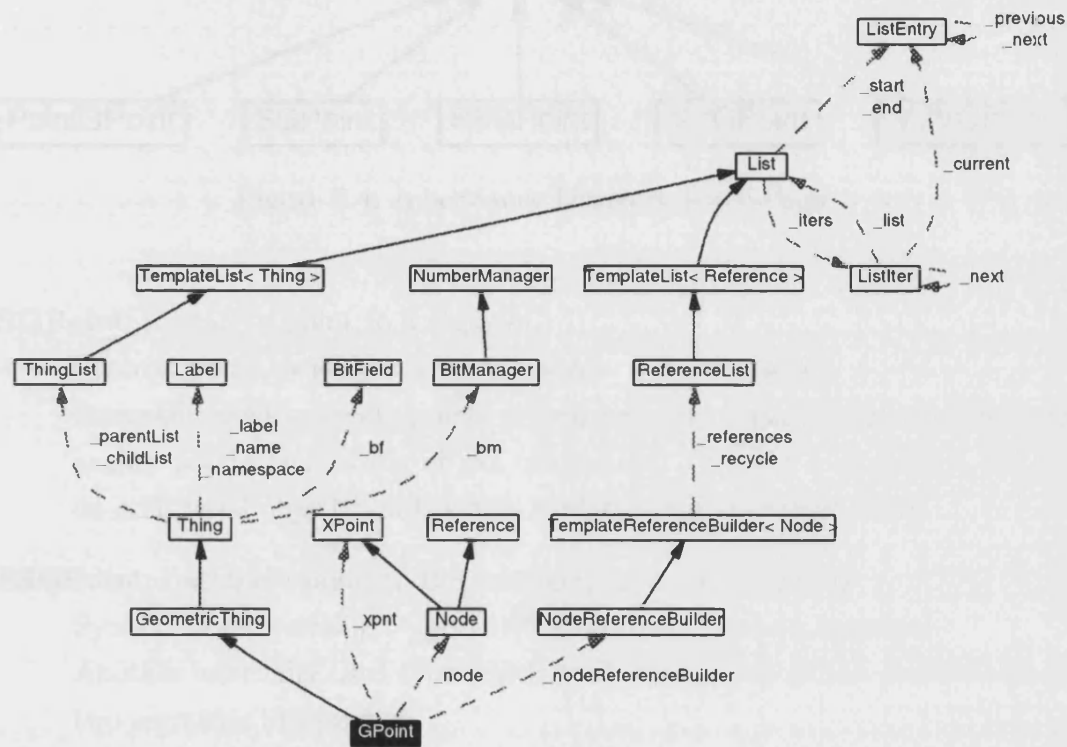 ListEntry
_previous
_next
_start
_end
List
_current
_iters
_list
TemplateList< Thing >
NumberManager
TemplateList< Reference >
ListIter
_next
ThingList
Label
BitField
BitManager
ReferenceList
_parentList
_childList
_label
_name
_namespace
_bf
_bm
_references
_recycle
Thing
XPoint
Reference
TemplateReferenceBuilder< Node >
GeometricThing
_xpnt
Node
NodeReferenceBuilder
_node
_nodeReferenceBuilder
GPoint